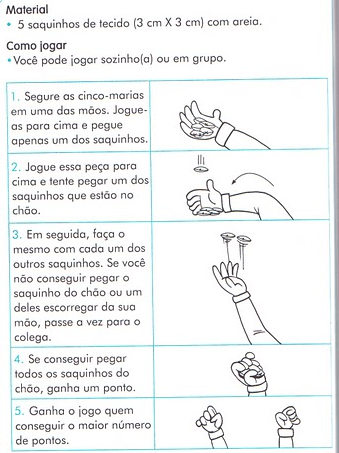 Material
• 5 saquinhos de tecido (3 cm X 3 cm) com areia.
Como jogar
• Você pode jogar sozinho(a) ou em grupo.
1. Segure as cinco-marias
em uma das mãos. Jogue-
as para cima e pegue
apenas um dos saquinhos.
2. Jogue essa peça para
cima e tente pegar um dos
saquinhos que estão no
chão.
3. Em seguida, faça o
mesmo com cada um dos
outros saquinhos. Se você
não conseguir pegar o
saquinho do chão ou um
deles escorregar da sua
mão, passe a vez para o
colega.
4. Se conseguir pegar
todos os saquinhos do
chão, ganha um ponto.
5. Ganha o jogo quem
conseguir o maior número
de pontos.